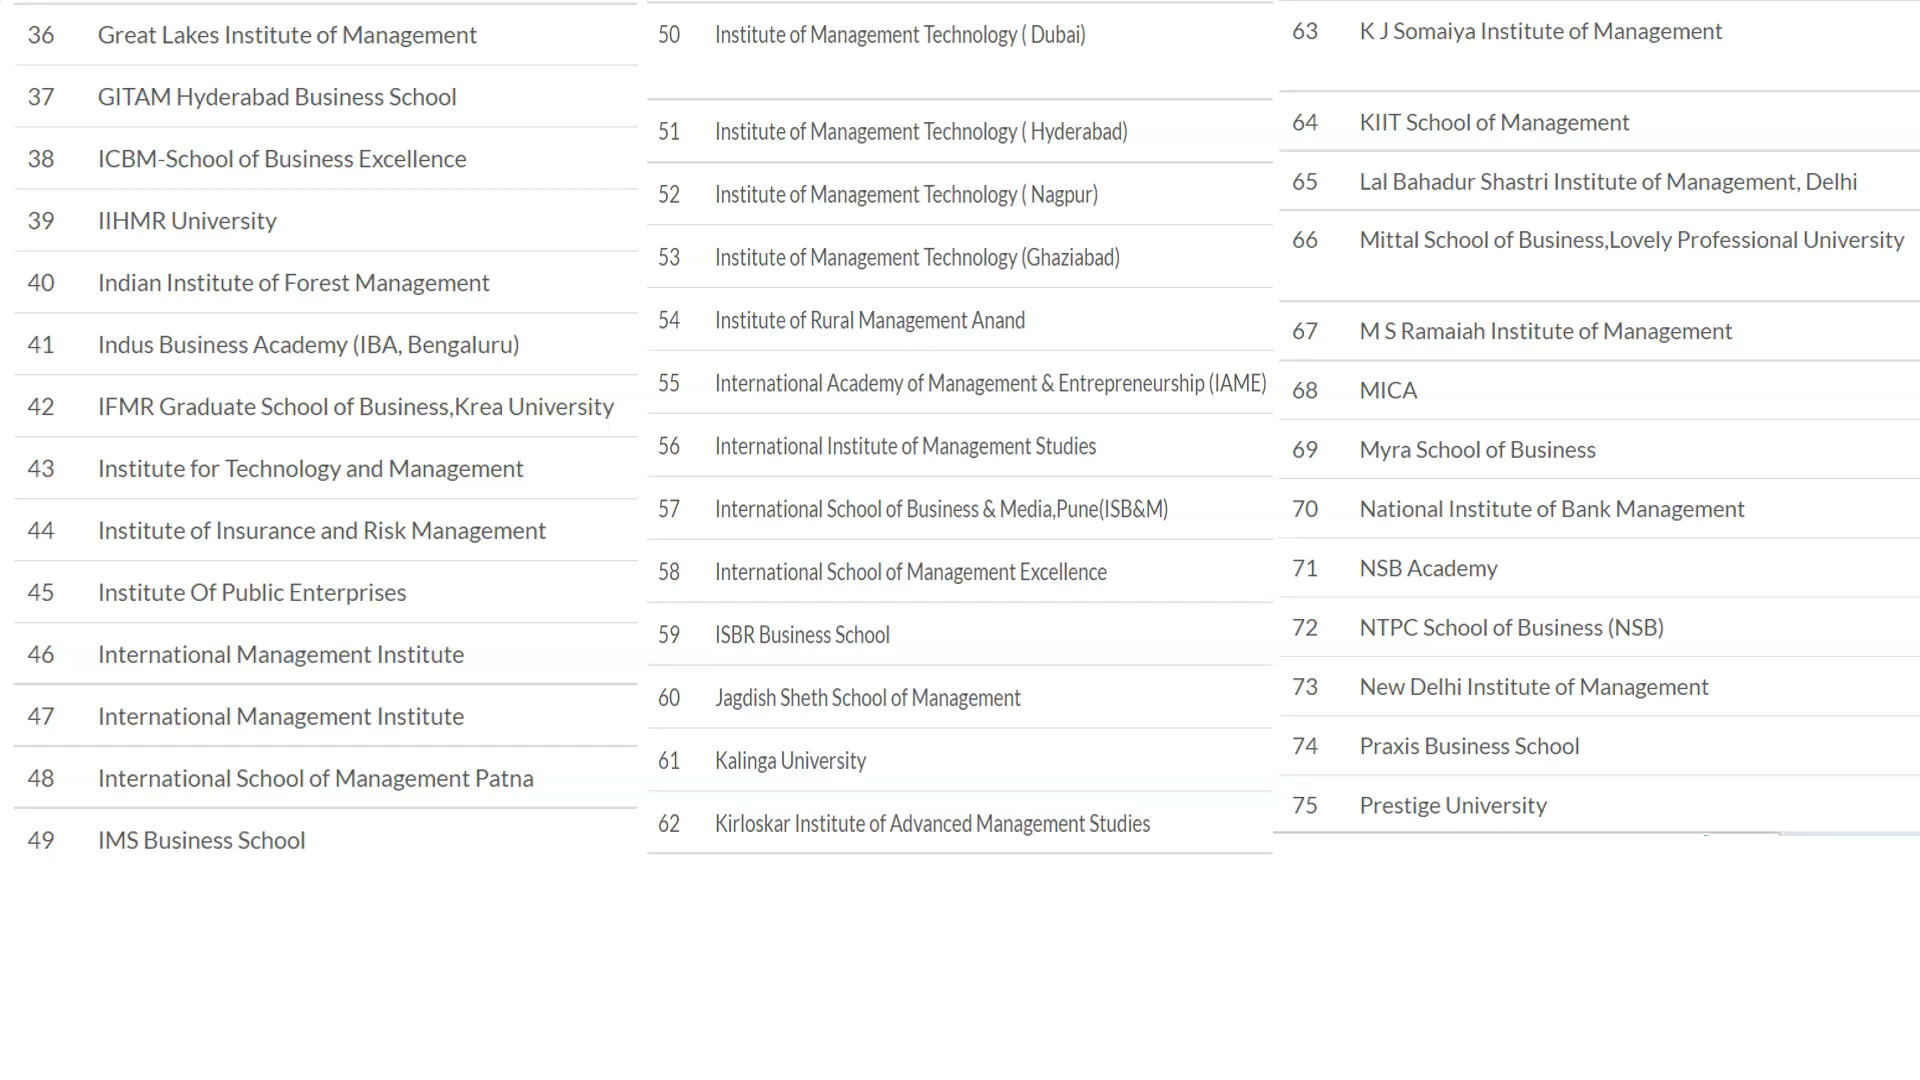 36 Great Lakes Institute of Management
37 GITAM Hyderabad Business School
38 ICBM-School of Business Excellence
39 IIHMR University
40 Indian Institute of Forest Management
41 Indus Business Academy (IBA, Bengaluru)
42 IFMR Graduate School of Business,Krea University
43 Institute for Technology and Management
44 Institute of Insurance and Risk Management
45 Institute Of Public Enterprises
46 International Management Institute
47 International Management Institute
48 International School of Management Patna
49 IMS Business School
50 Institute of Management Technology ( Dubai)
51 Institute of Management Technology ( Hyderabad)
52 Institute of Management Technology ( Nagpur)
53 Institute of Management Technology (Ghaziabad)
54 Institute of Rural Management Anand
55 International Academy of Management & Entrepreneurship (IAME)
56 International Institute of Management Studies
57 International School of Business & Media,Pune(ISB&M)
58 International School of Management Excellence
59 ISBR Business School
60 Jagdish Sheth School of Management
61 Kalinga University
62 Kirloskar Institute of Advanced Management Studies
63 K J Somaiya Institute of Management
64 KIIT School of Management
65 Lal Bahadur Shastri Institute of Management, Delhi
66 Mittal School of Business,Lovely Professional University
67 M S Ramaiah Institute of Management
68 MICA
69 Myra School of Business
70 National Institute of Bank Management
71 NSB Academy
72 NTPC School of Business (NSB)
73 New Delhi Institute of Management
74 Praxis Business School
75 Prestige University